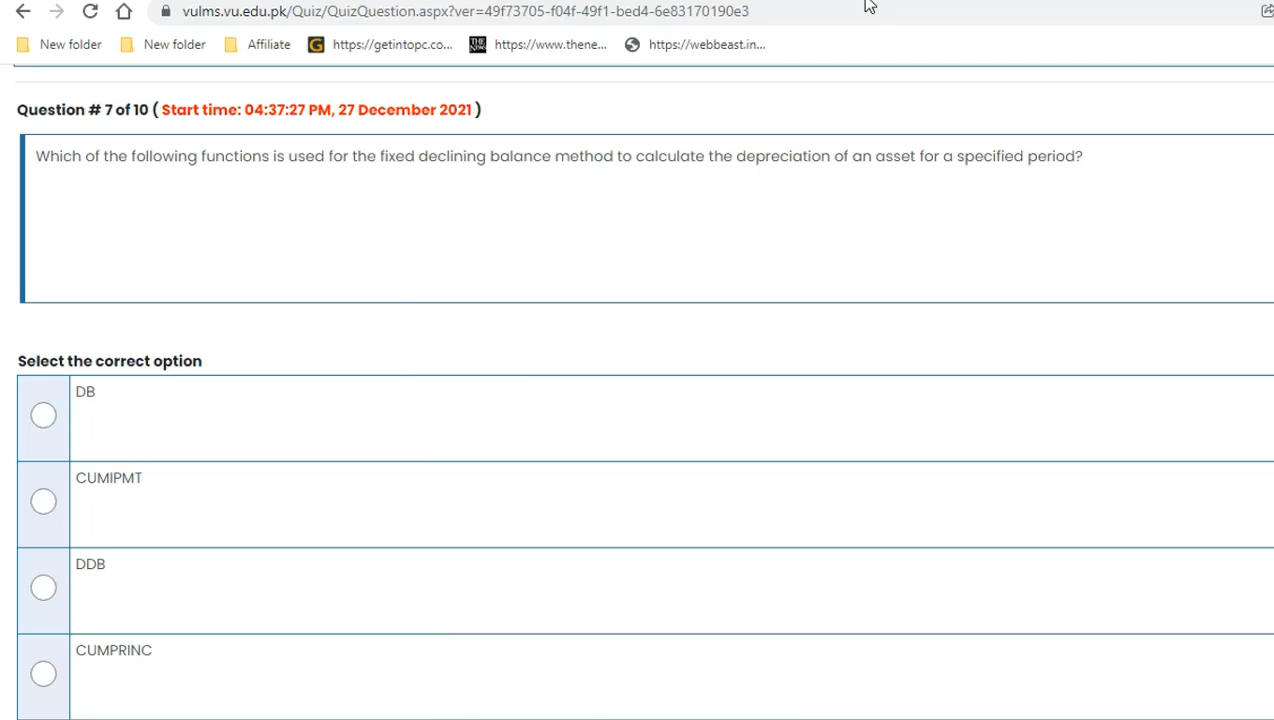 vulms.vu.edu.pk/Quiz/QuizQuestion.aspx?ver=49f73705-f04f-49f1-bed4-6e83170190e3
New folder New folder Affiliate G https://getintopc.co... THE NEWS https://www.thene... https://webbeast.in...
Question # 7 of 10 ( Start time: 04:37:27 PM, 27 December 2021 )
Which of the following functions is used for the fixed declining balance method to calculate the depreciation of an asset for a specified period?
Select the correct option
DB
CUMIPMT
DDB
CUMPRINC